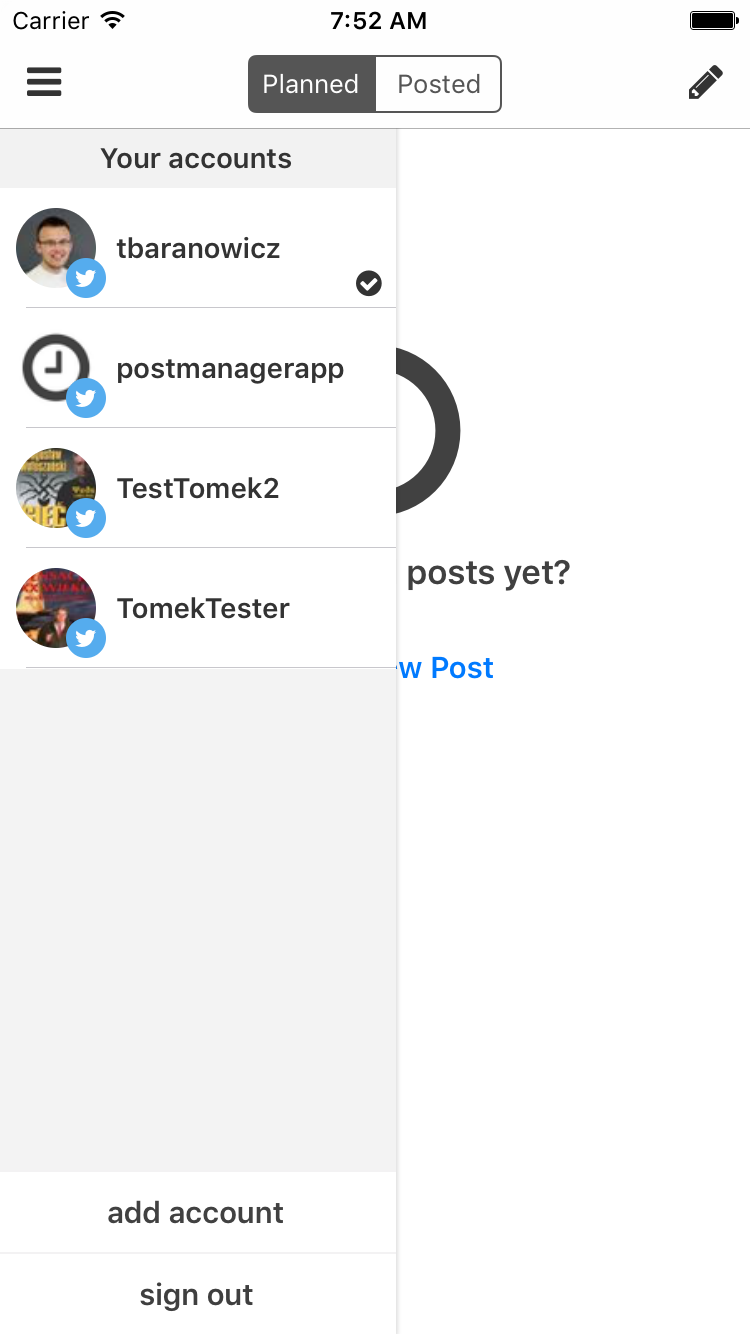 Carrier 7:52 AM
Planned Posted
Your accounts
tbaranowicz
postmanagerapp
TestTomek2
TomekTester
posts yet?
w Post
add account
sign out